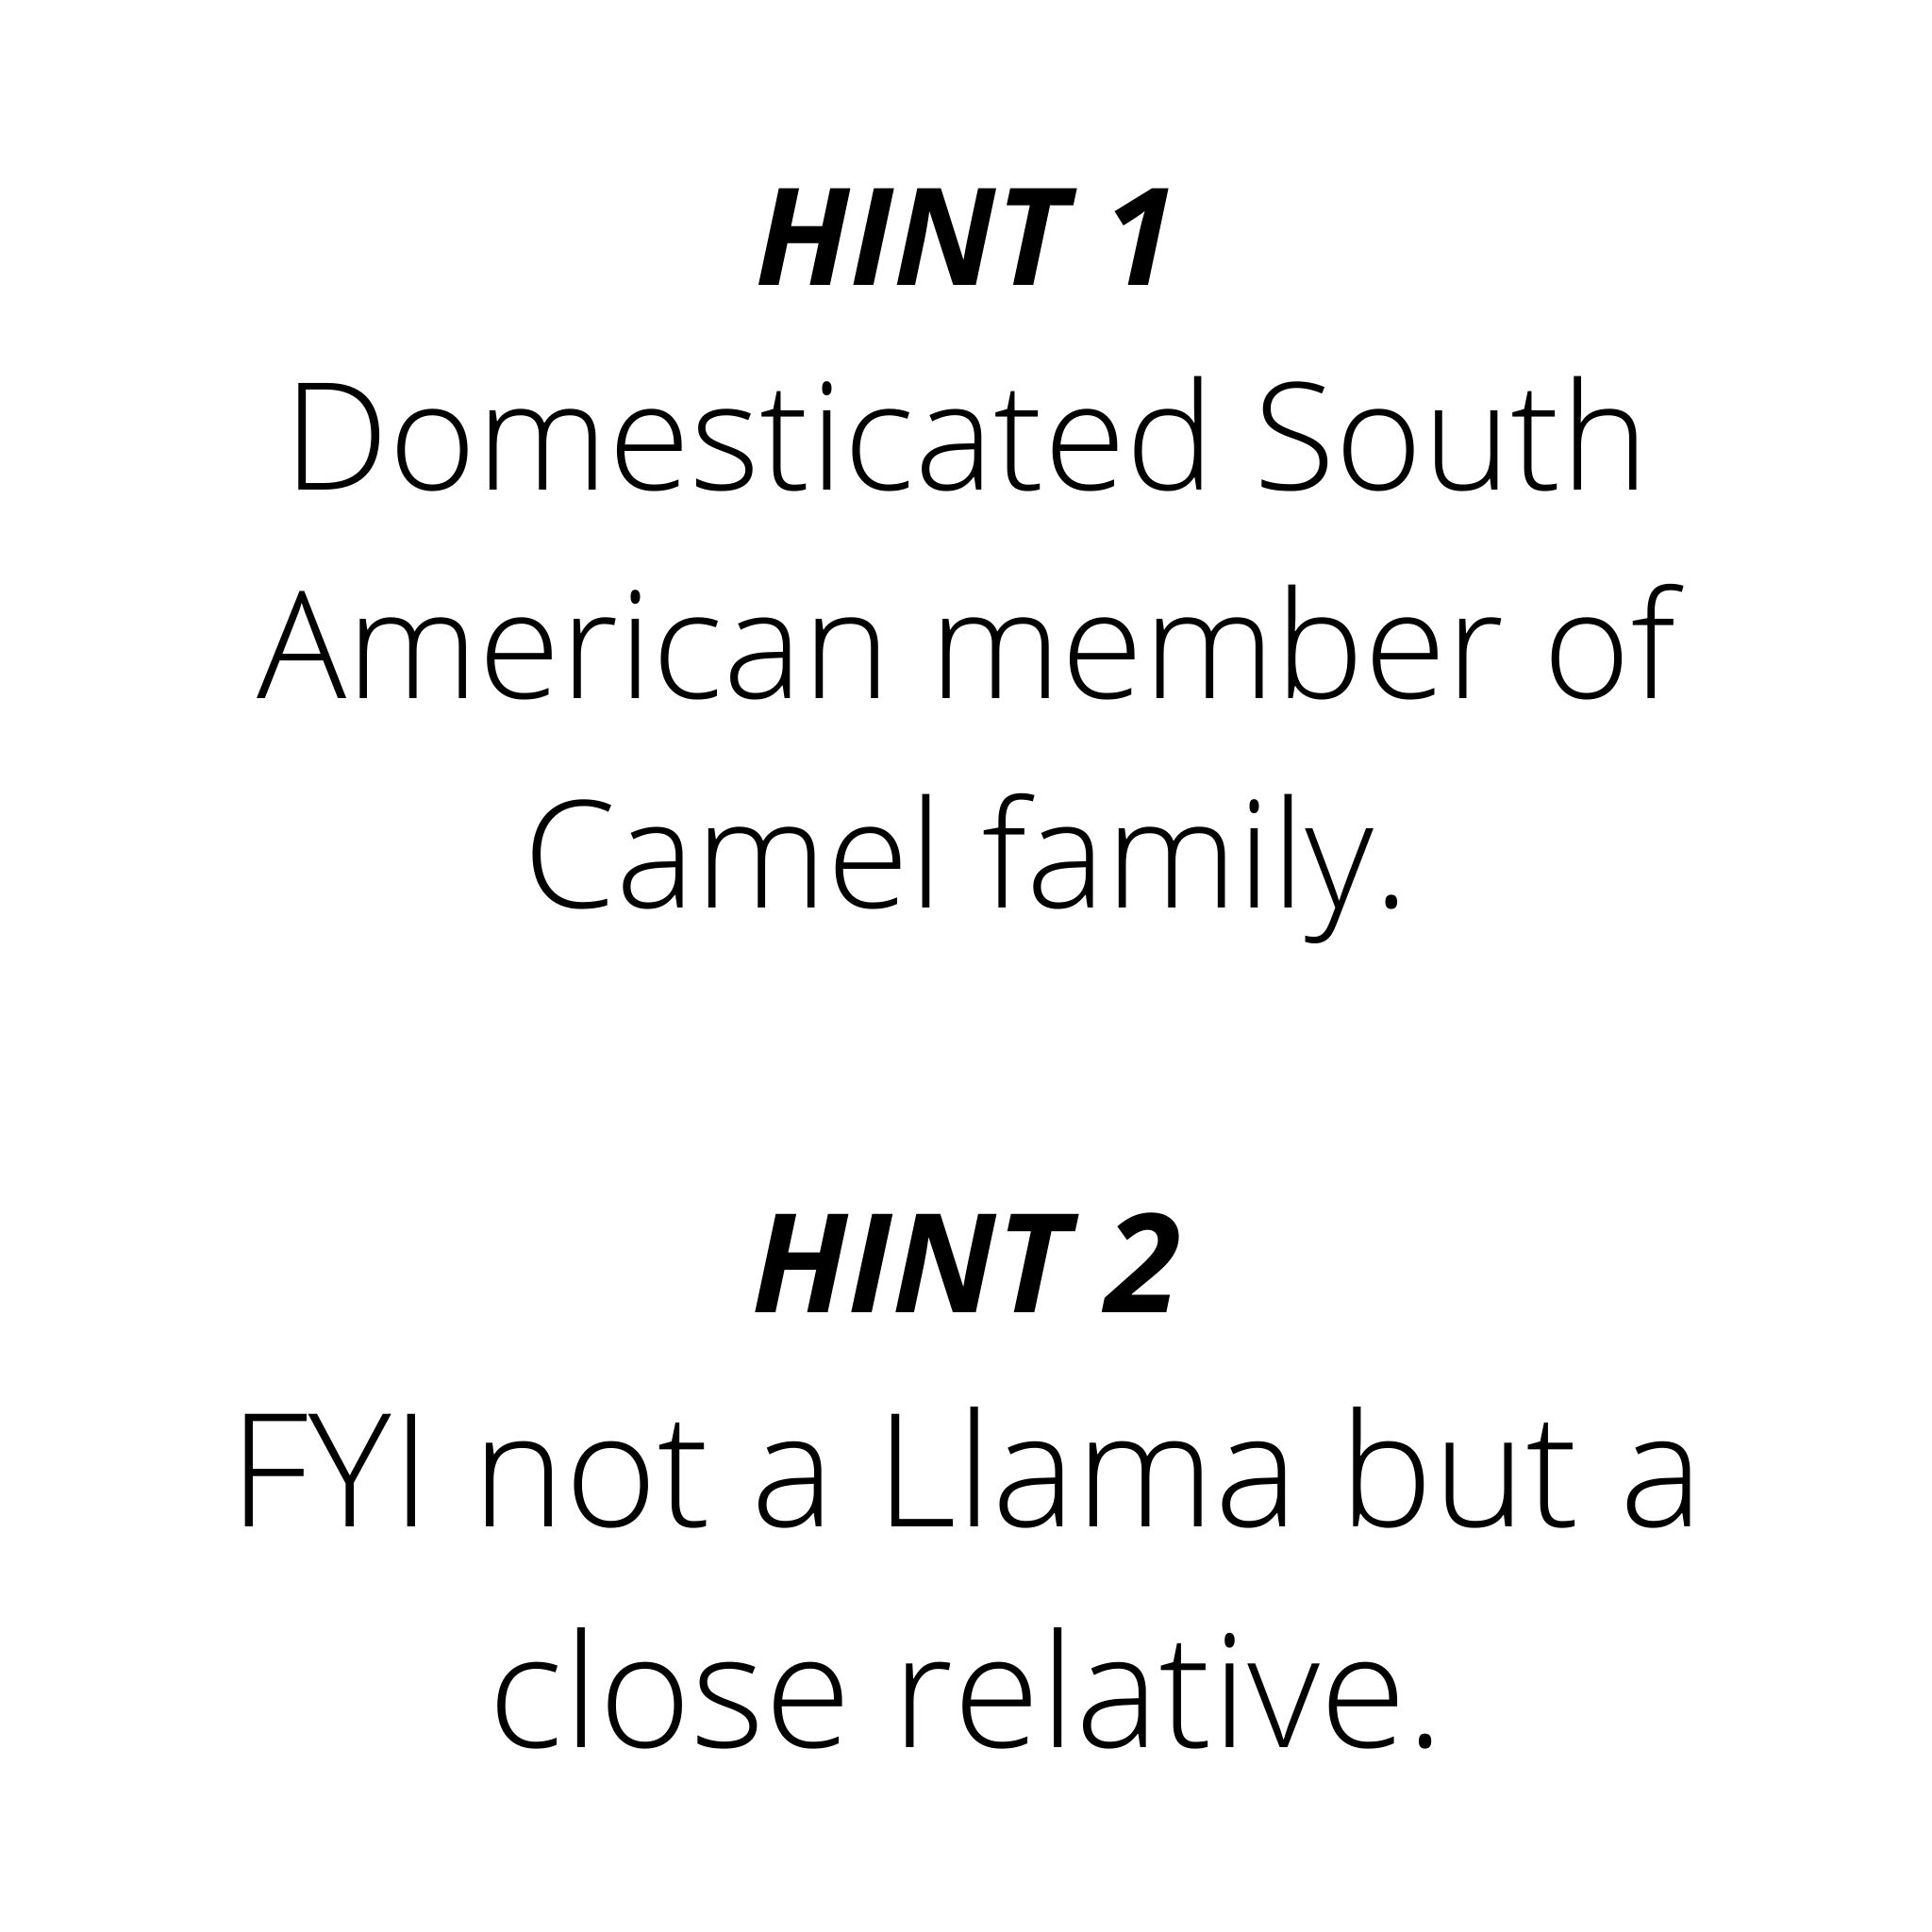 HINT 1
Domesticated South
American member of
Camel family.
HINT 2
FYI not a Llama but a
close relative.